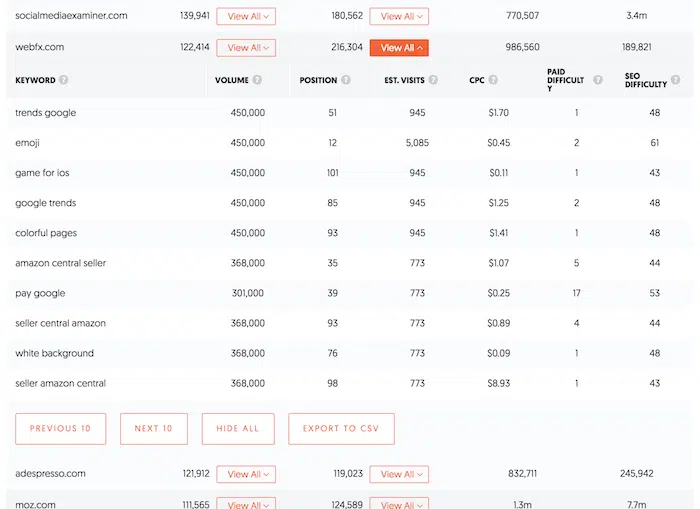 socialmediaexaminer.com 139,941 View All 180,562 View All 770,507 3.4m
webfx.com 122,414 View All 216,304 View All 986,560 189,821
KEYWORD ? VOLUME ? POSITION ? EST. VISITS ? CPC ? PAID DIFFICULTY ? SEO DIFFICULTY ?
trends google 450,000 51 945 $1.70 1 48
emoji 450,000 12 5,085 $0.45 2 61
game for ios 450,000 101 945 $0.11 1 43
google trends 450,000 85 945 $1.25 2 48
colorful pages 450,000 93 945 $1.41 1 48
amazon central seller 368,000 35 773 $1.07 5 44
pay google 301,000 39 773 $0.25 17 53
seller central amazon 368,000 93 773 $0.89 4 44
white background 368,000 76 773 $0.09 1 48
seller amazon central 368,000 98 773 $8.93 1 43
PREVIOUS 10 NEXT 10 HIDE ALL EXPORT TO CSV
adespresso.com 121,912 View All 119,023 View All 832,711 245,942
moz.com 111,565 View All 124,589 View All 1.3m 7.7m